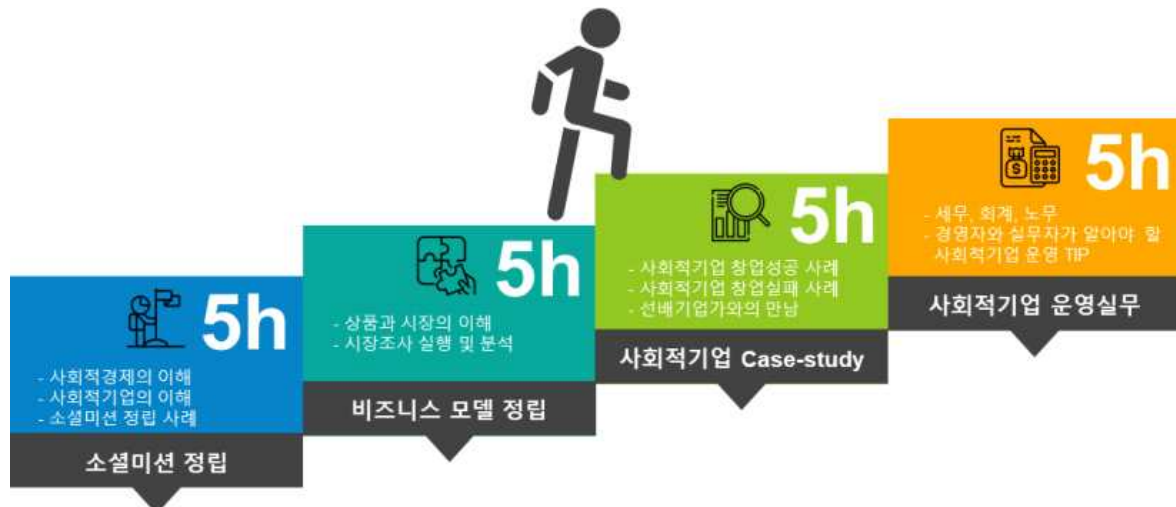 5h
- 사회적경제의 이해
- 사회적기업의 이해
- 소셜미션 정립 사례
소셜미션 정립
5h
- 상품과 시장의 이해
- 시장조사 실행 및 분석
비즈니스 모델 정립
5h
- 사회적기업 창업성공 사례
- 사회적기업 창업실패 사례
- 선배기업가와의 만남
사회적기업 Case-study
5h
- 세무, 회계, 노무
- 경영자와 실무자가 알아야 할
사회적기업 운영 TIP
사회적기업 운영실무